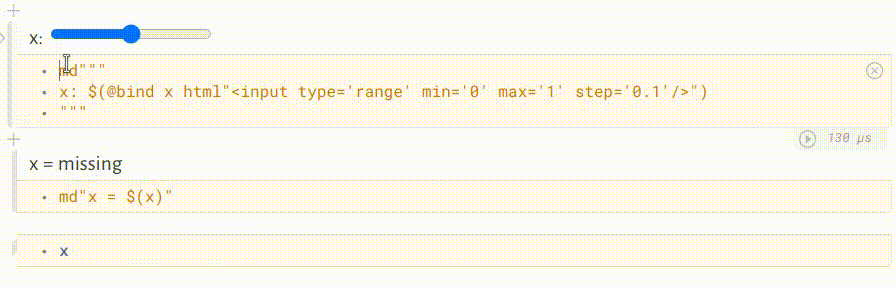 x:
md"""
x: $(@bind x html"<input type='range' min='0' max='1' step='0.1'/>")
"""
130 μs
x = missing
md"x = $(x)"
x